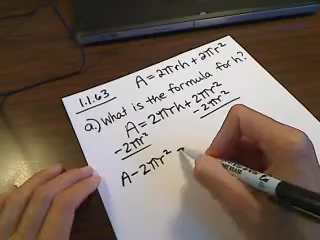 A = 2πrh + 2πr²
1.1.63
a.) What is the formula for h?
A = 2πrh + 2πr²
-2πr² -2πr²
A - 2πr²